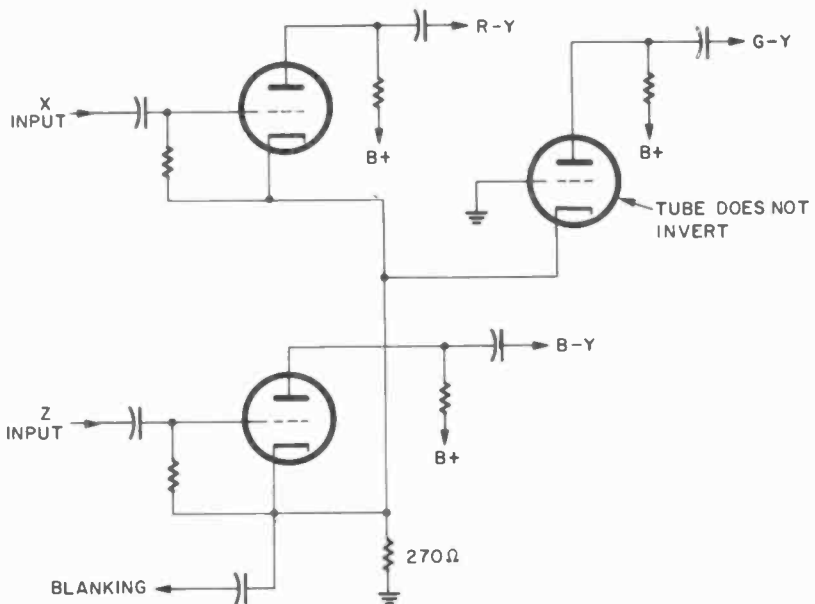 R-Y
G-Y
X
INPUT
B+
B+
TUBE DOES NOT
INVERT
B-Y
Z
INPUT
B+
270Ω
BLANKING